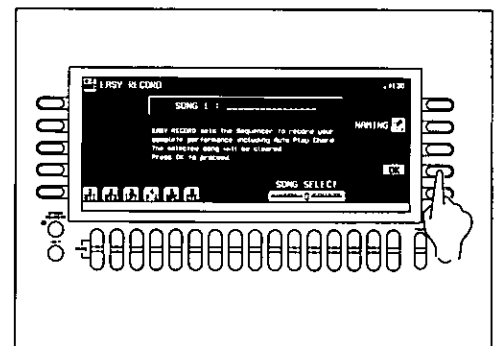 EASY RECORD
SONG 1 :
NAMING
EASY RECORD sets the Sequencer to record your
complete performance including Auto Play Chord
The selected song will be cleared
Press OK to proceed
OK
SONG SELECT